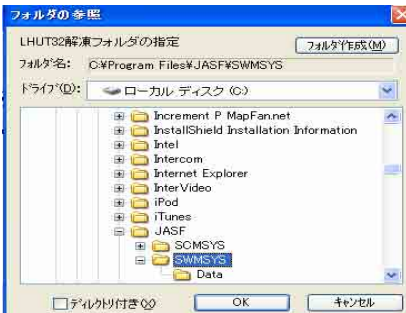 フォルダの参照
LHUT32解凍フォルダの指定
フォルダ作成(M)
フォルダ名: C:¥Program Files¥JASF¥SWMSYS
ドライブ(D): ローカル ディスク (C:)
Increment P MapFan.net
InstallShield Installation Information
Intel
Intercom
Internet Explorer
InterVideo
iPod
iTunes
JASF
SCMSYS
SWMSYS
Data
ディレクトリ付き(X) OK キャンセル